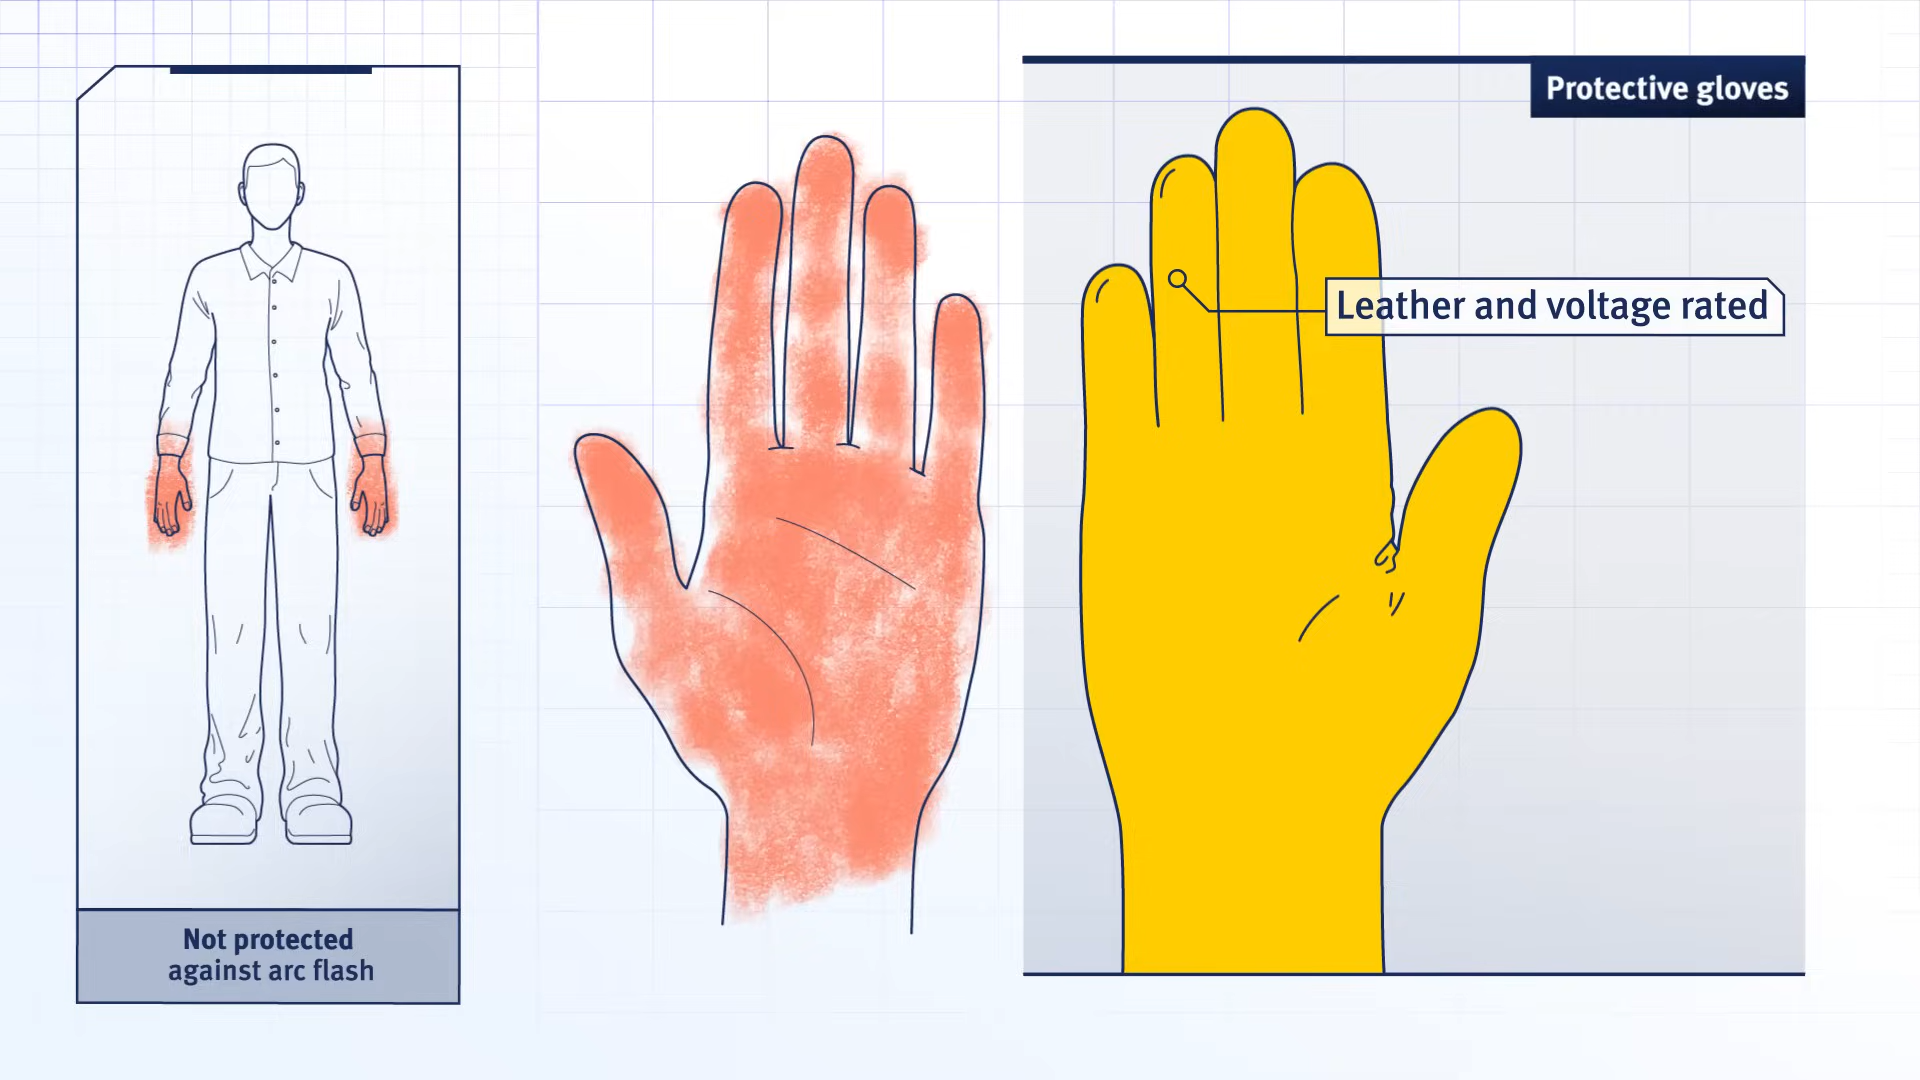 Not protected
against arc flash
Protective gloves
Leather and voltage rated